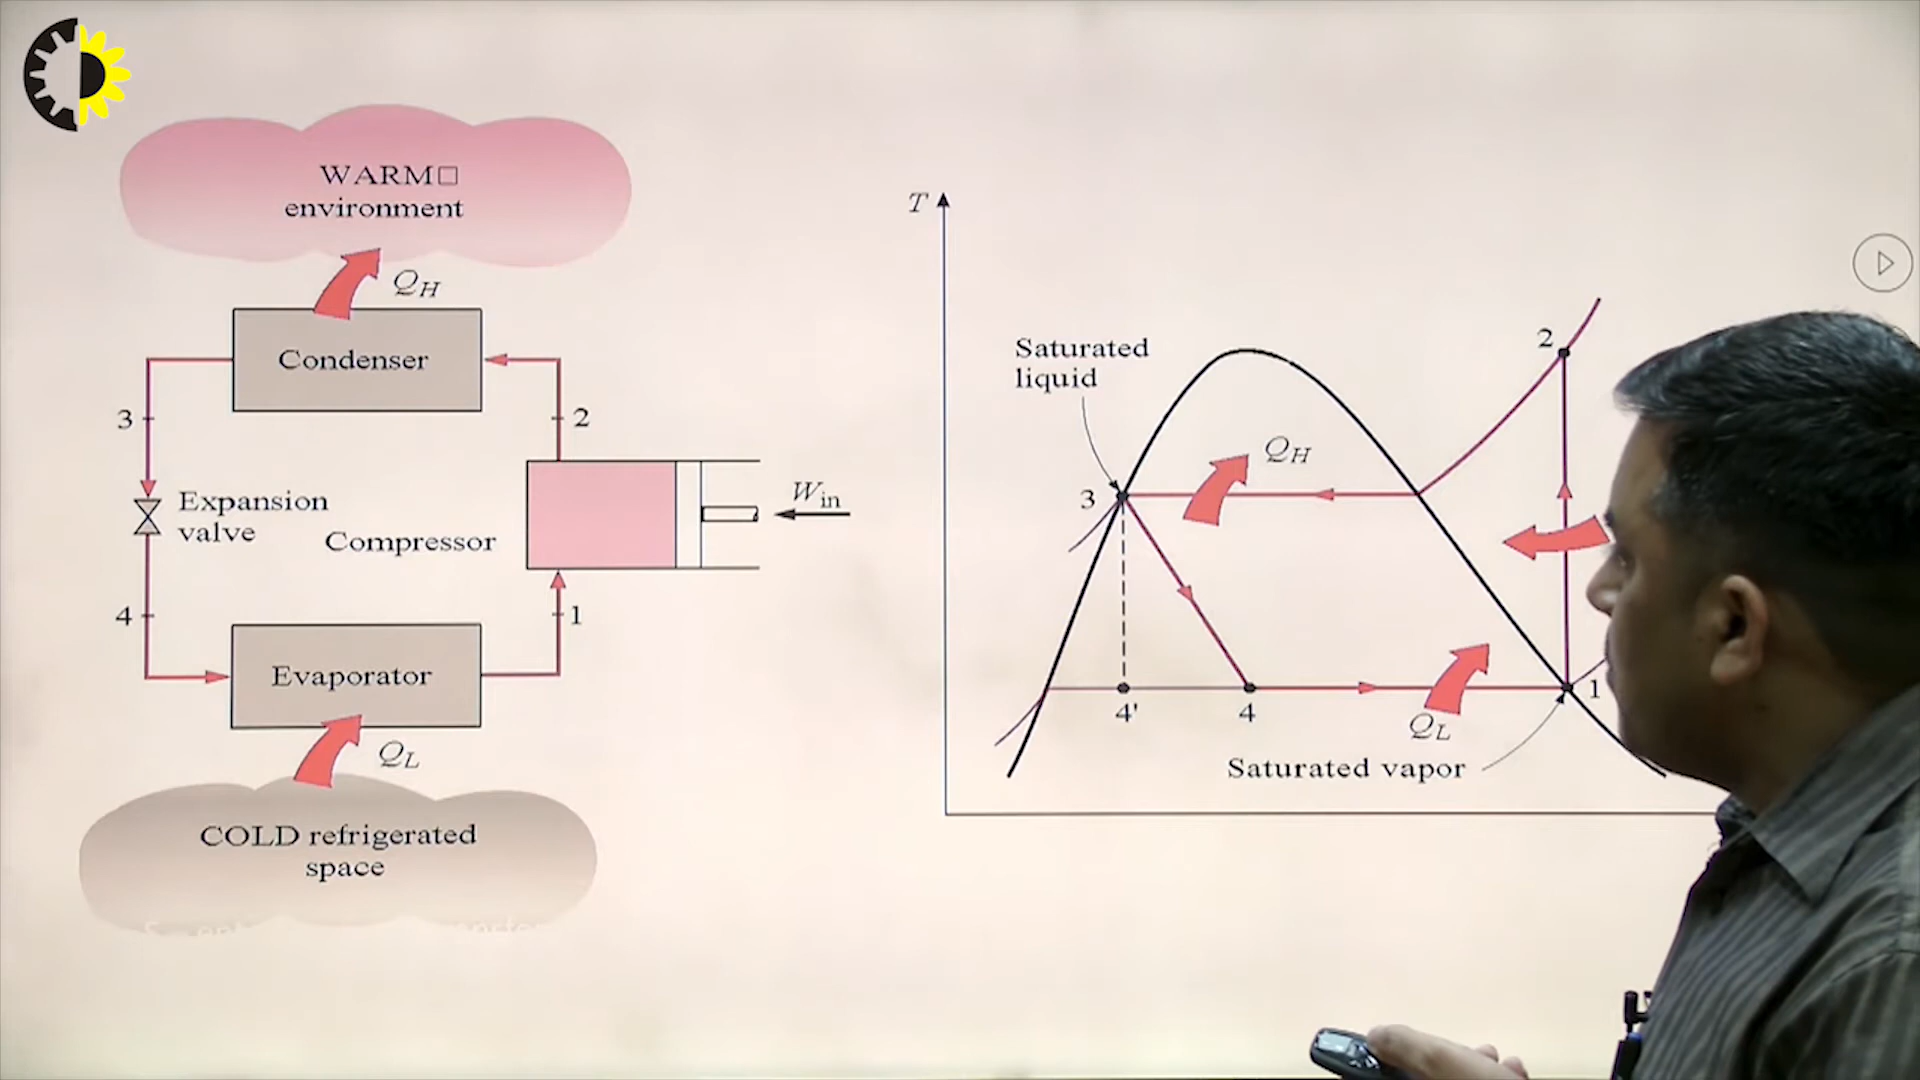 WARM□
environment
Q_H
Condenser
3
2
Expansion
valve
Compressor
W_in
4
1
Evaporator
Q_L
COLD refrigerated
space
T
Saturated
liquid
2
3
Q_H
4'
4
Q_L
1
Saturated vapor